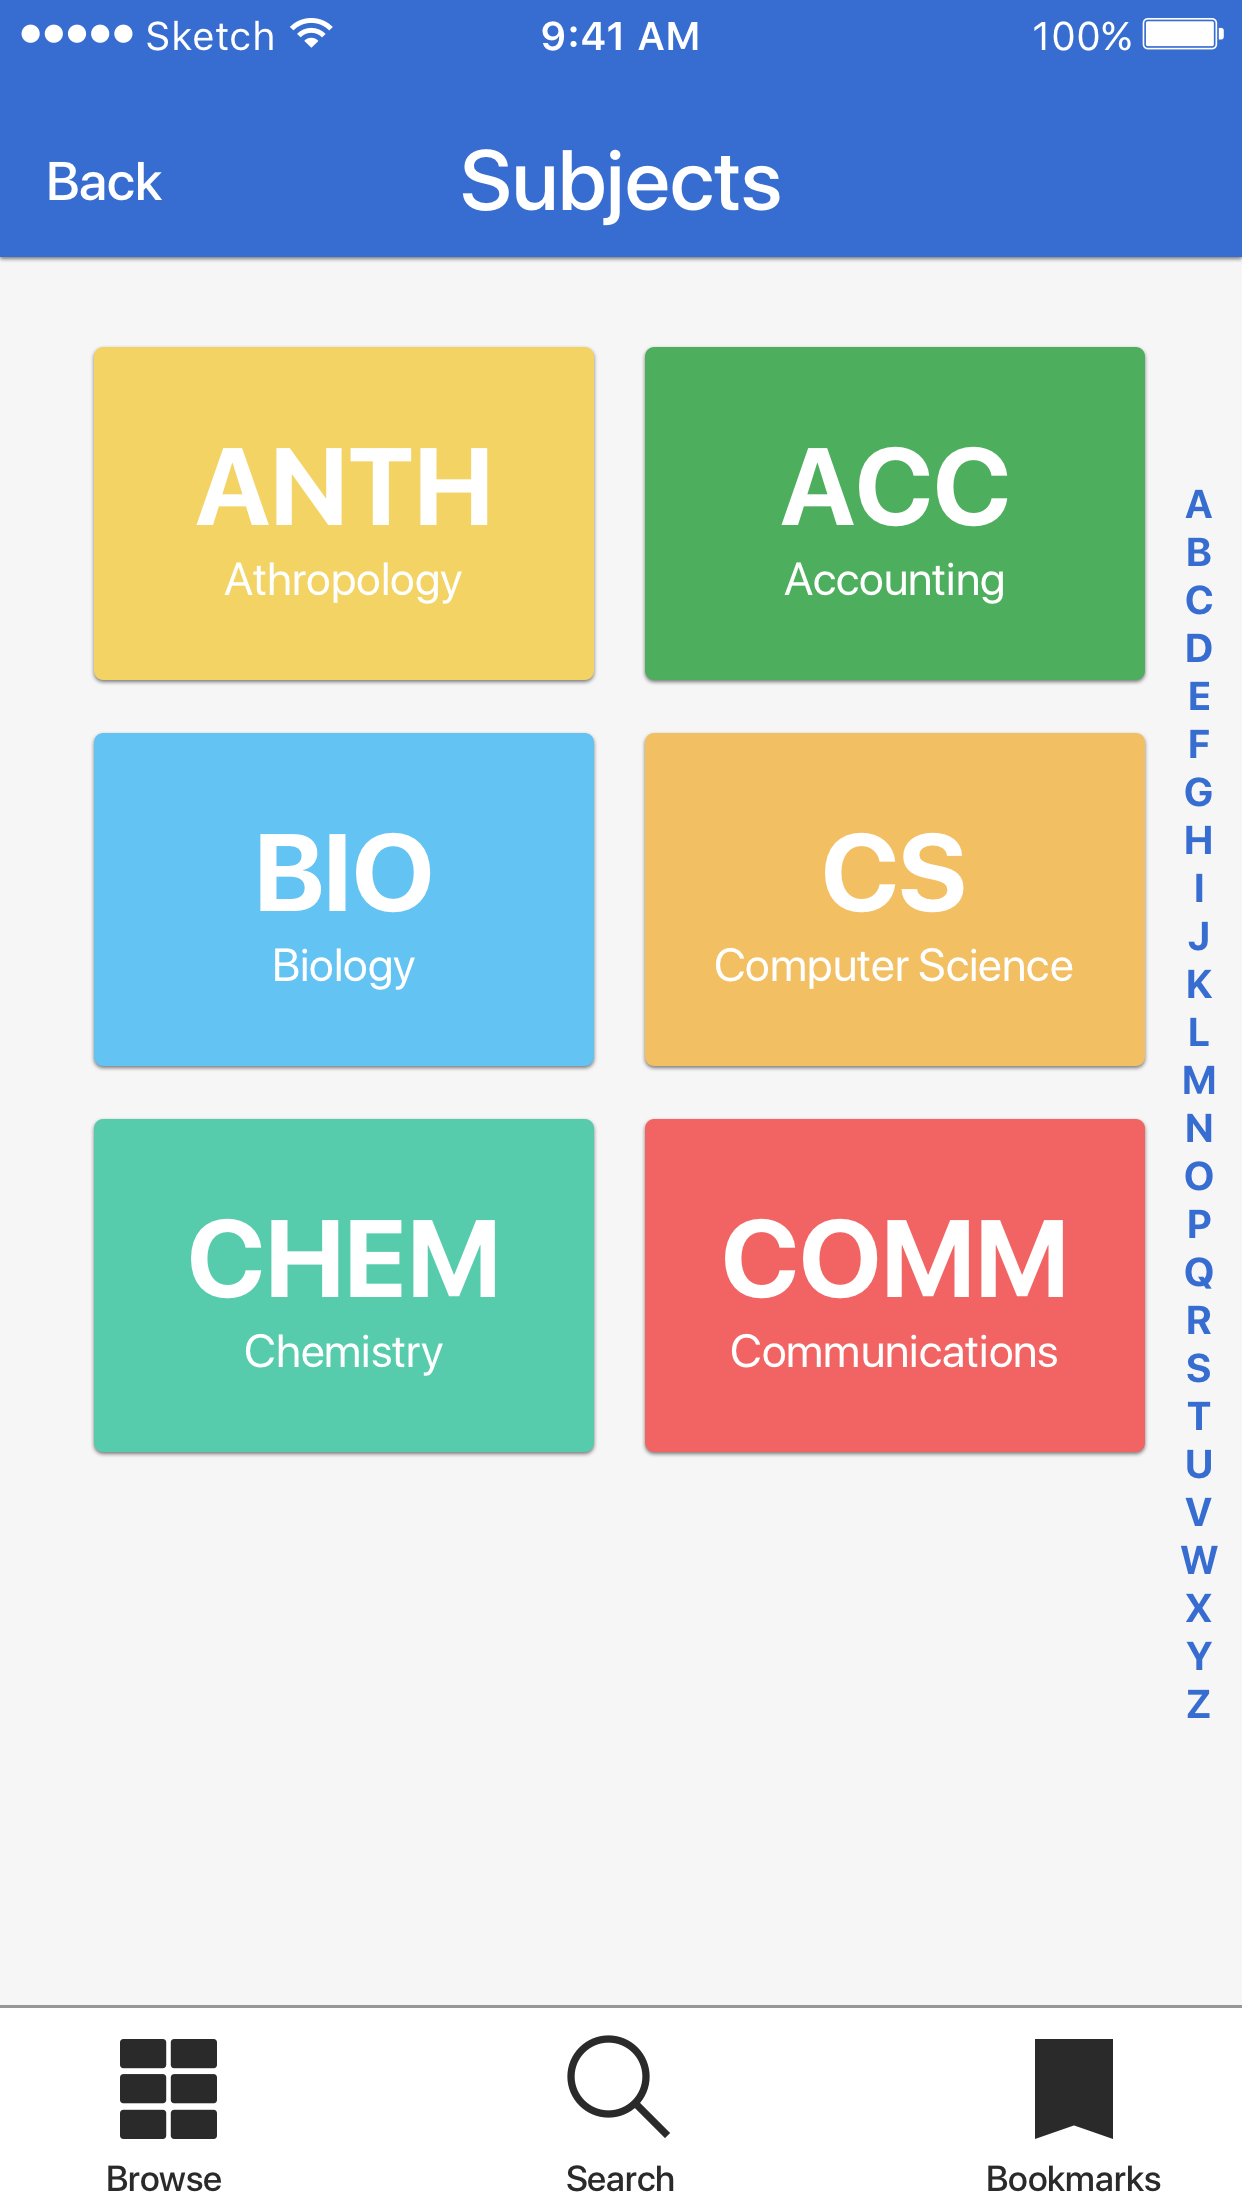 Sketch 9:41 AM 100%
Back Subjects
ANTH
Athropology
ACC
Accounting
BIO
Biology
CS
Computer Science
CHEM
Chemistry
COMM
Communications
A
B
C
D
E
F
G
H
I
J
K
L
M
N
O
P
Q
R
S
T
U
V
W
X
Y
Z
Browse Search Bookmarks